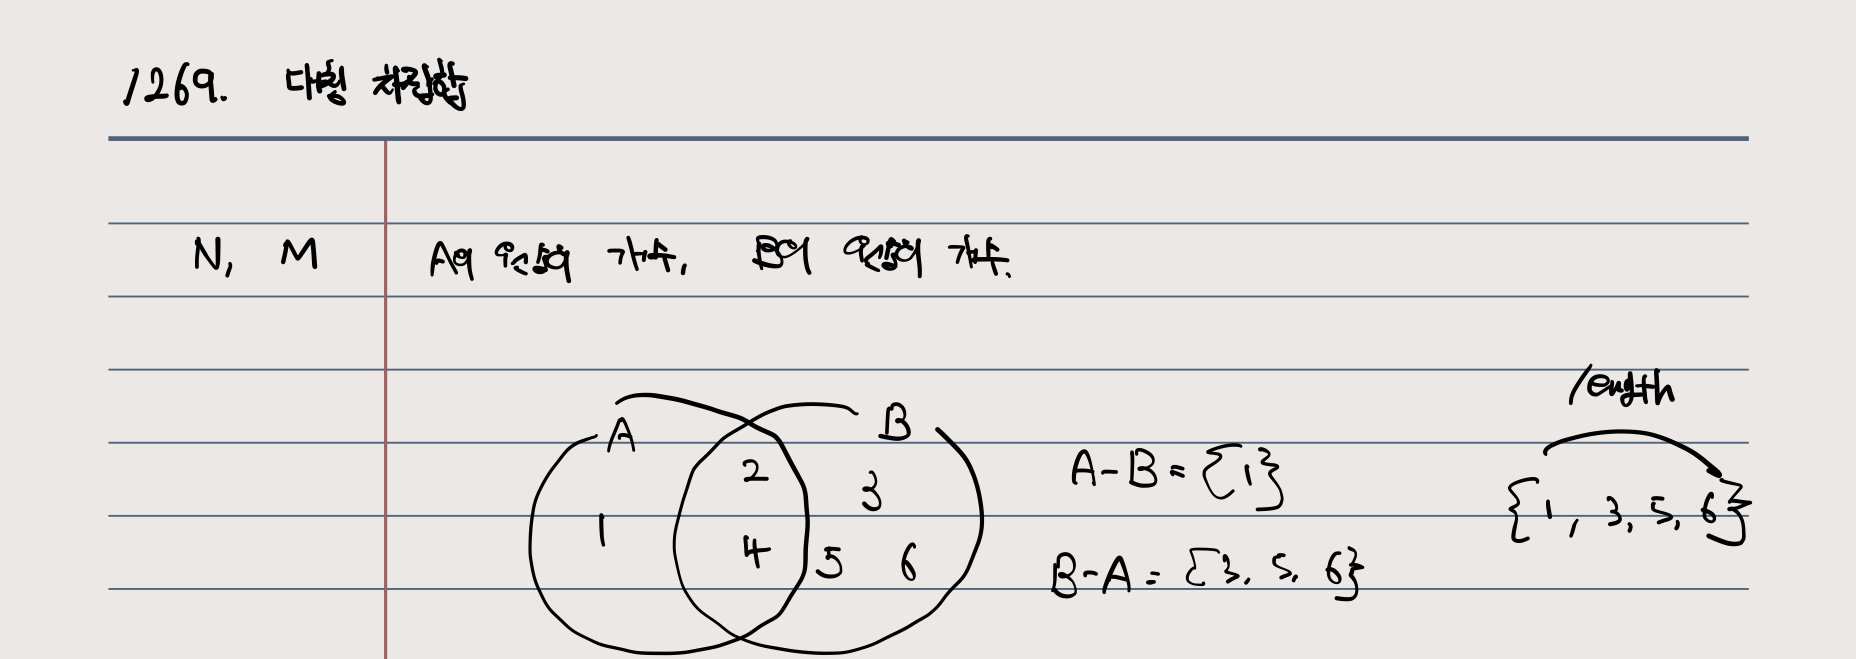 1269. 대칭 차집합
N, M A의 원소의 개수, B의 원소의 개수.
length
A B
2 3
1 4 5 6
A-B = {1}
B-A = {3, 5, 6}
{1, 3, 5, 6}